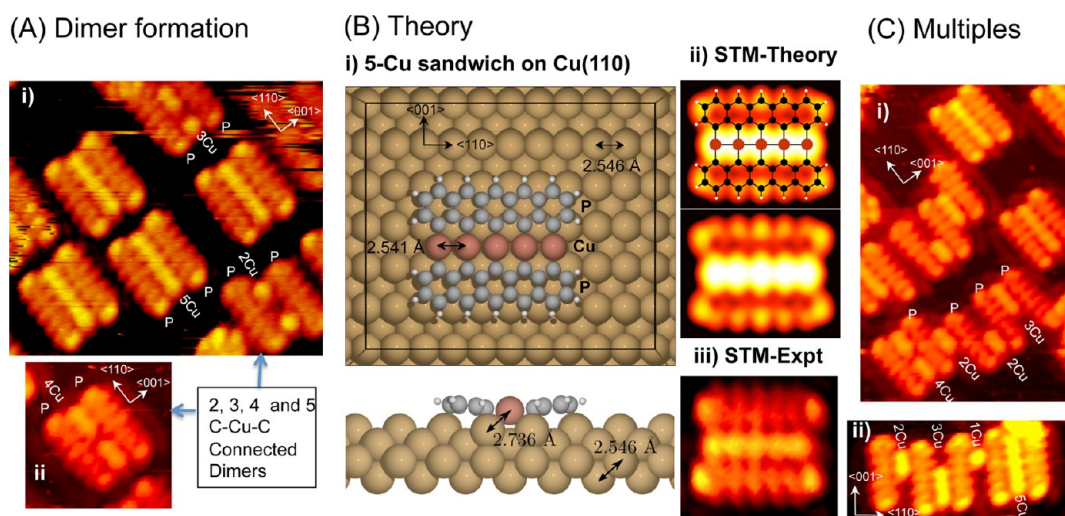 (A) Dimer formation
i)
<110>
<001>
P
3Cu
P
2Cu
P
P
5Cu
P
ii
4Cu
P
P
<110>
<001>
2, 3, 4 and 5
C-Cu-C
Connected
Dimers
(B) Theory
i) 5-Cu sandwich on Cu(110)
<001>
<110>
2.546 Å
P
2.541 Å
Cu
P
2.736 Å
2.546 Å
ii) STM-Theory
iii) STM-Expt
(C) Multiples
i)
<110>
<001>
P
P
P
P
3Cu
2Cu
2Cu
4Cu
ii)
2Cu
3Cu
1Cu
5Cu
<001>
<110>